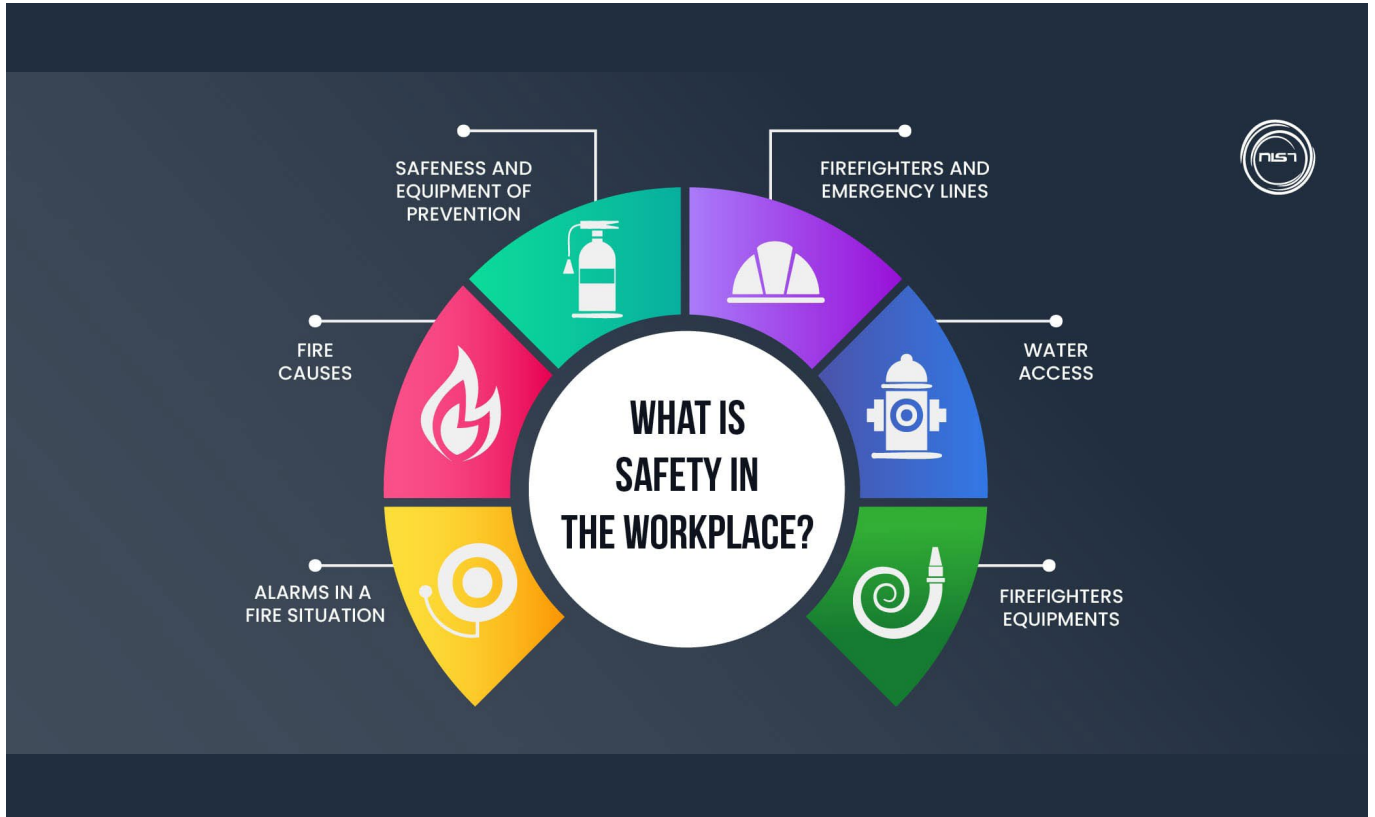 SAFENESS AND
EQUIPMENT OF
PREVENTION
FIREFIGHTERS AND
EMERGENCY LINES
NIST
FIRE
CAUSES
WATER
ACCESS
WHAT IS
SAFETY IN
THE WORKPLACE?
ALARMS IN A
FIRE SITUATION
FIREFIGHTERS
EQUIPMENTS